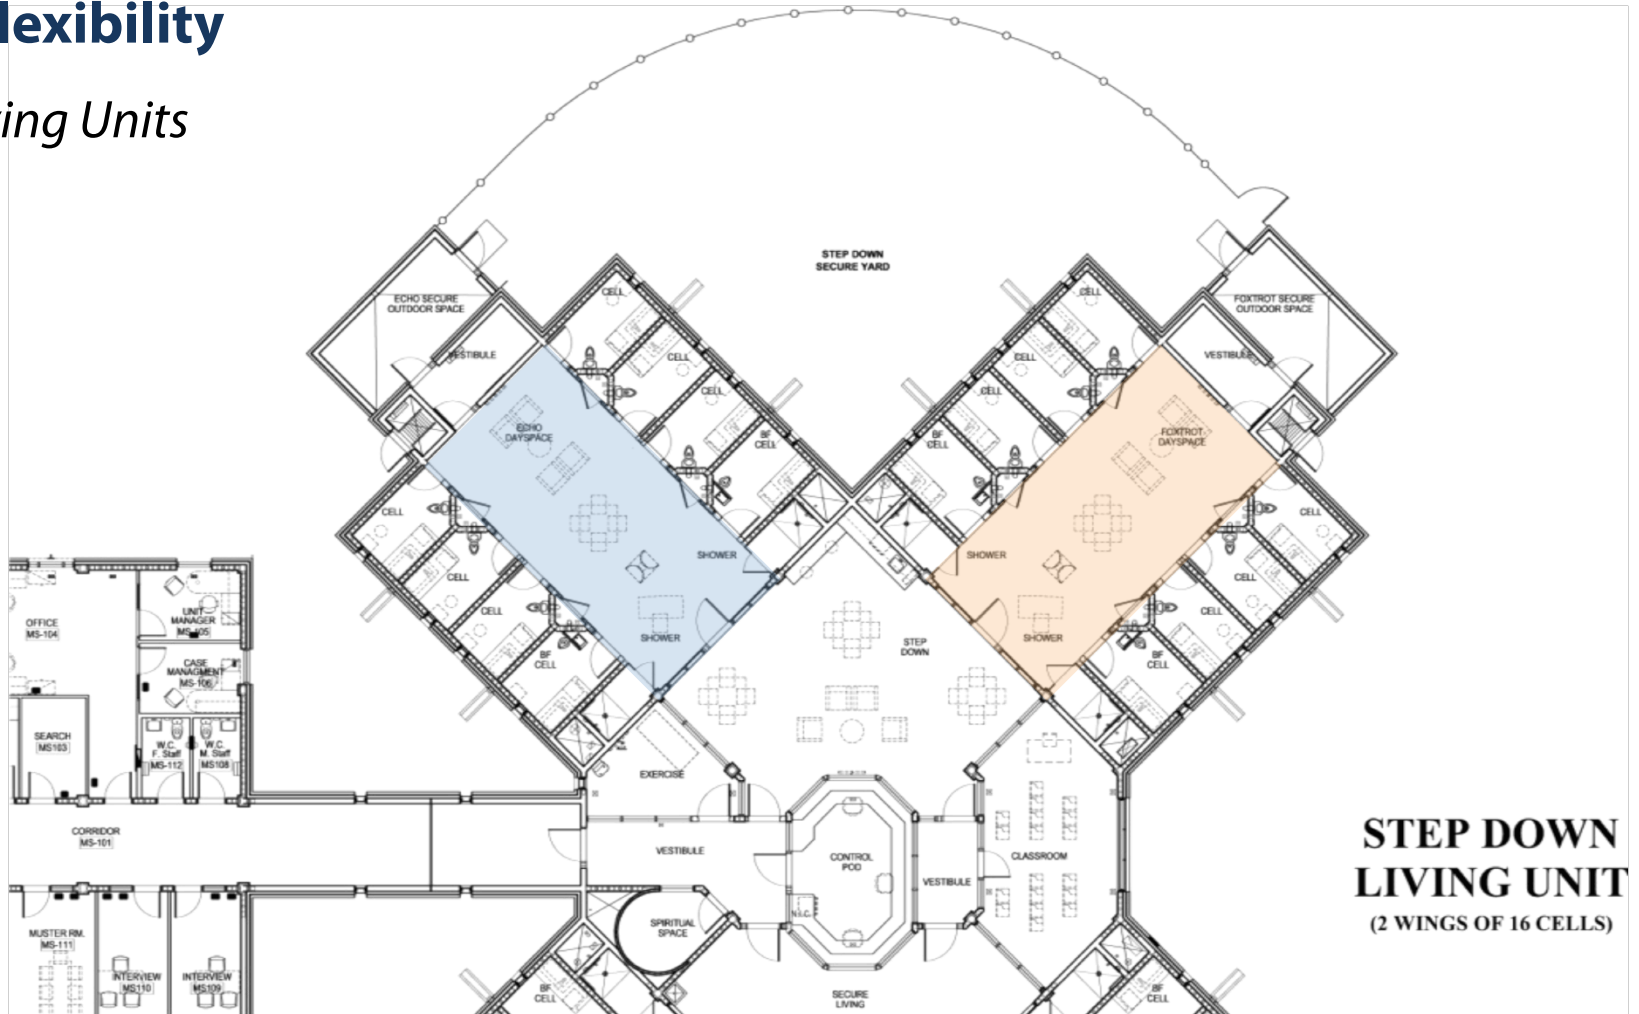 lexibility
ing Units
STEP DOWN
SECURE YARD
ECHO SECURE
OUTDOOR SPACE
VESTIBULE
CELL
CELL
CELL
BF
CELL
ECHO
DAYSPACE
CELL
CELL
CELL
BF
CELL
SHOWER
SHOWER
CELL
CELL
CELL
BF
CELL
FOXTROT SECURE
OUTDOOR SPACE
VESTIBULE
FOXTROT
DAYSPACE
SHOWER
SHOWER
CELL
CELL
CELL
BF
CELL
STEP
DOWN
OFFICE
MS-104
UNIT
MANAGER
MS-105
CASE
MANAGMENT
MS-106
SEARCH
MS103
W.C.
F. Staff
MS-112
W.C.
M. Staff
MS108
EXERCISE
CORRIDOR
MS-101
VESTIBULE
CONTROL
POD
VESTIBULE
CLASSROOM
SPIRITUAL
SPACE
MUSTER RM.
MS-111
INTERVIEW
MS110
INTERVIEW
MS109
BF
CELL
SECURE
LIVING
BF
CELL
STEP DOWN
LIVING UNIT
(2 WINGS OF 16 CELLS)